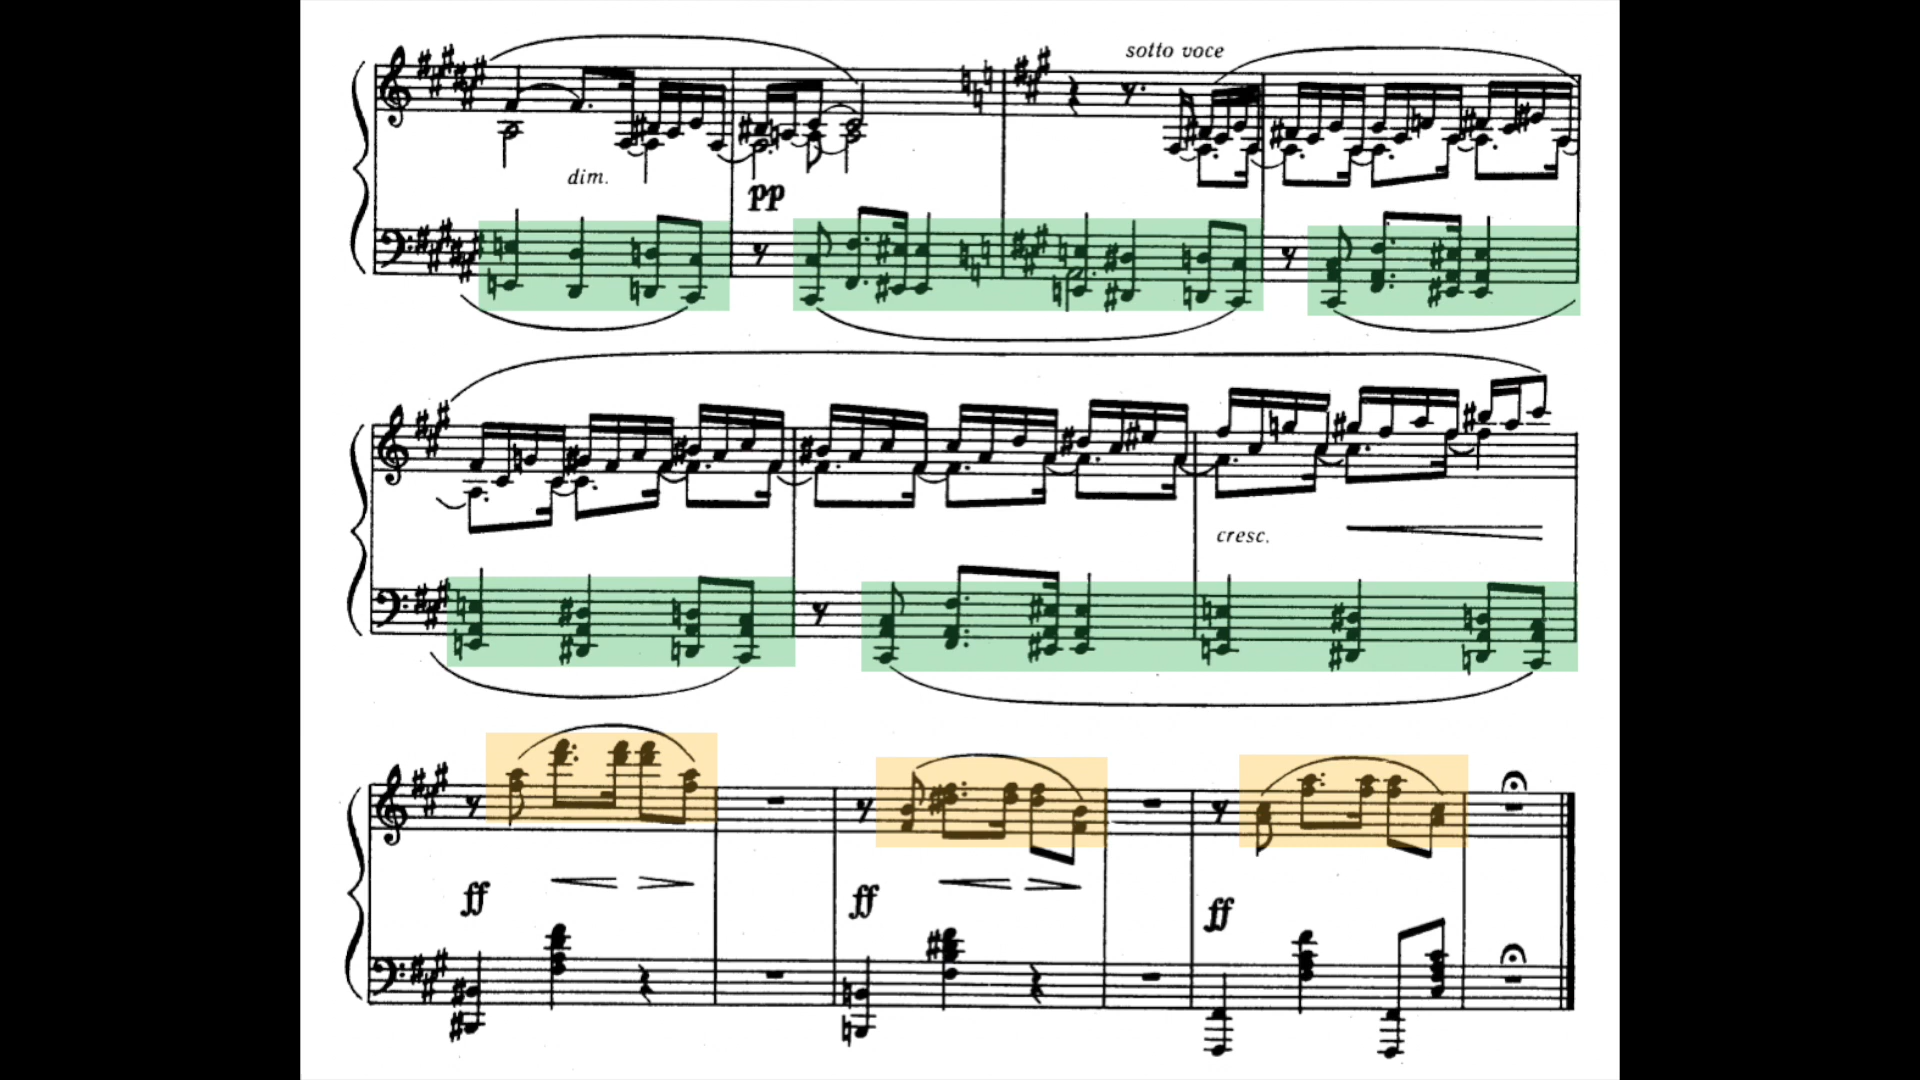 sotto voce
dim.
pp
cresc.
ff ff ff